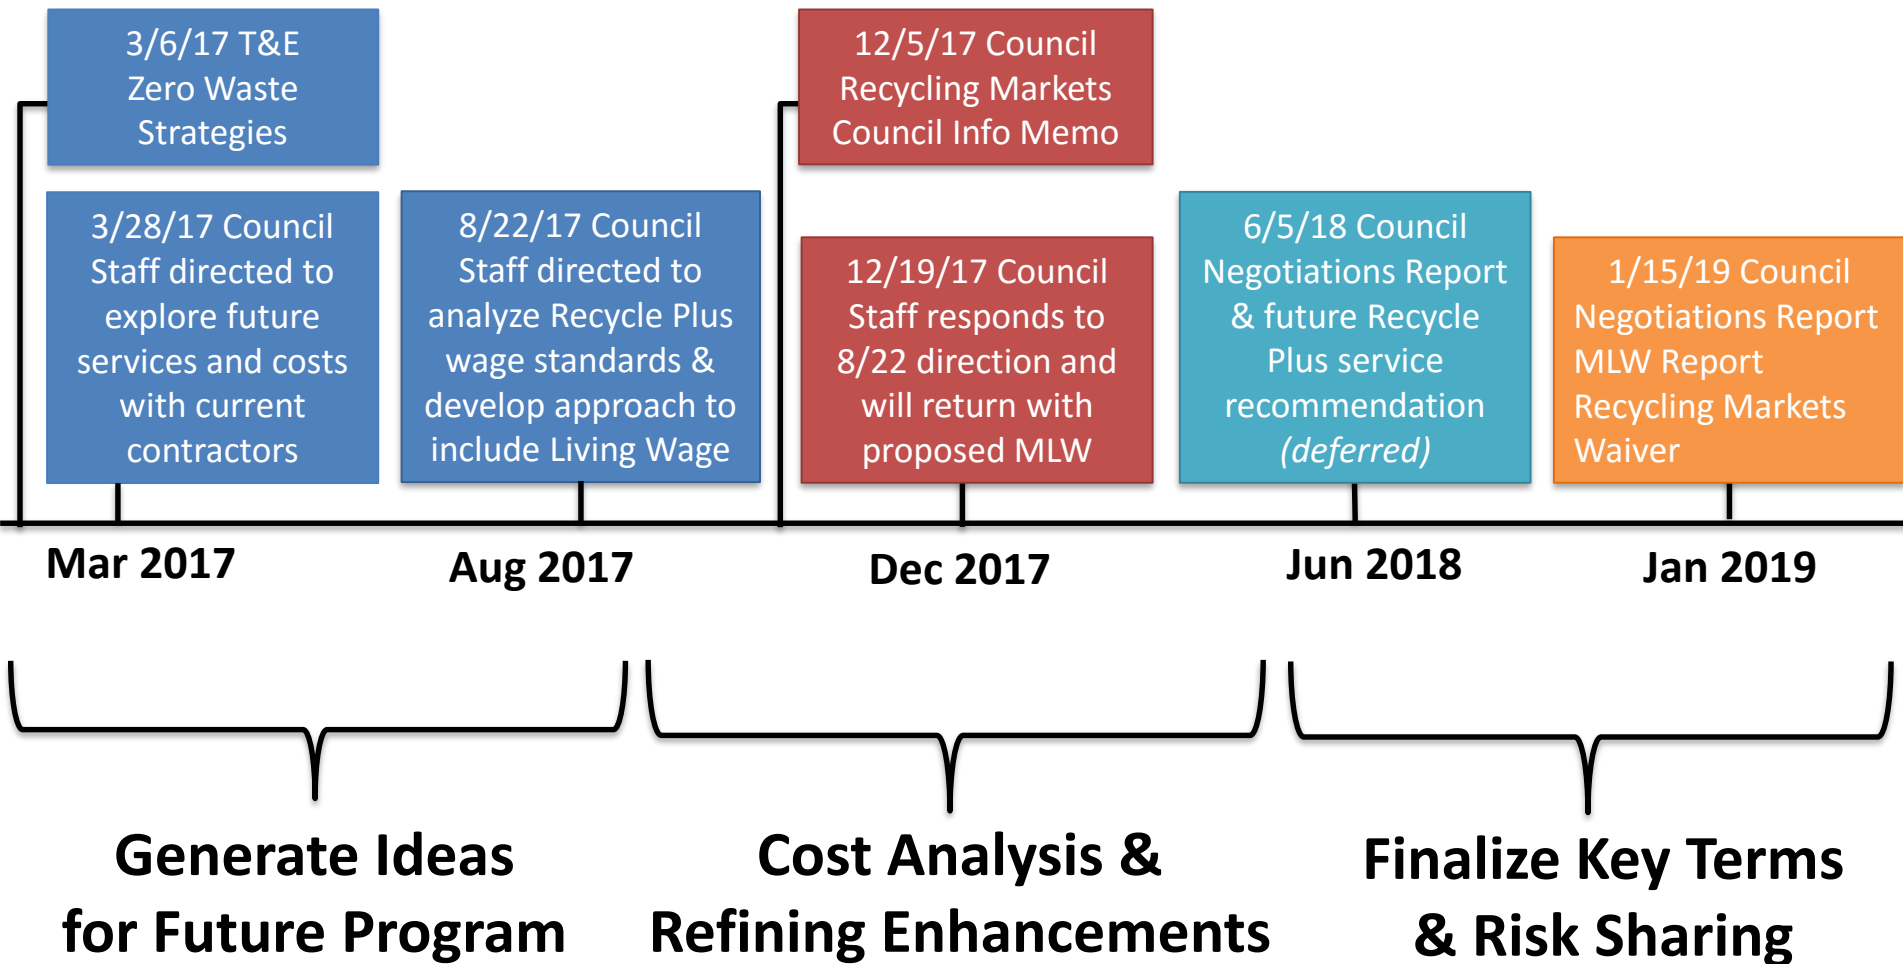 3/6/17 T&E
Zero Waste
Strategies
3/28/17 Council
Staff directed to
explore future
services and costs
with current
contractors
8/22/17 Council
Staff directed to
analyze Recycle Plus
wage standards &
develop approach to
include Living Wage
12/5/17 Council
Recycling Markets
Council Info Memo
12/19/17 Council
Staff responds to
8/22 direction and
will return with
proposed MLW
6/5/18 Council
Negotiations Report
& future Recycle
Plus service
recommendation
(deferred)
1/15/19 Council
Negotiations Report
MLW Report
Recycling Markets
Waiver
Mar 2017
Aug 2017
Dec 2017
Jun 2018
Jan 2019
Generate Ideas
for Future Program
Cost Analysis &
Refining Enhancements
Finalize Key Terms
& Risk Sharing